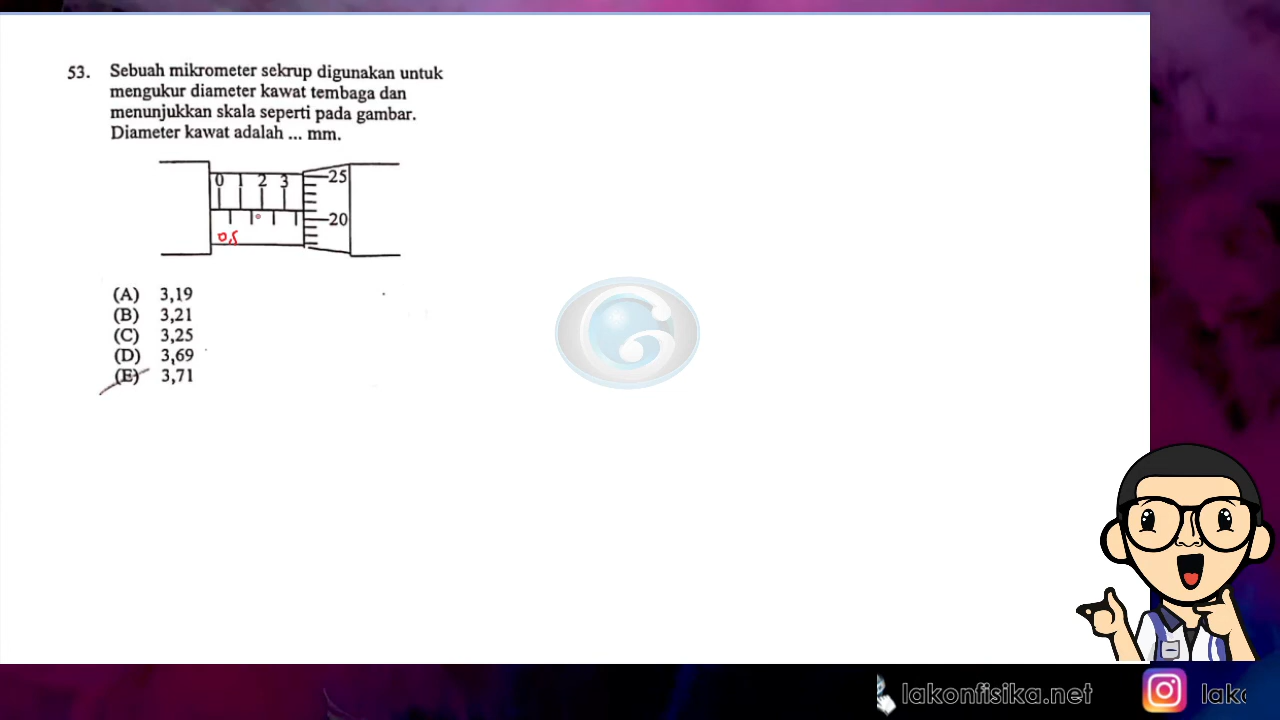 53. Sebuah mikrometer sekrup digunakan untuk
mengukur diameter kawat tembaga dan
menunjukkan skala seperti pada gambar.
Diameter kawat adalah ... mm.
0 1 2 3
25
20
05
(A) 3,19
(B) 3,21
(C) 3,25
(D) 3,69
(E) 3,71
G
lakonfisika.net
lako